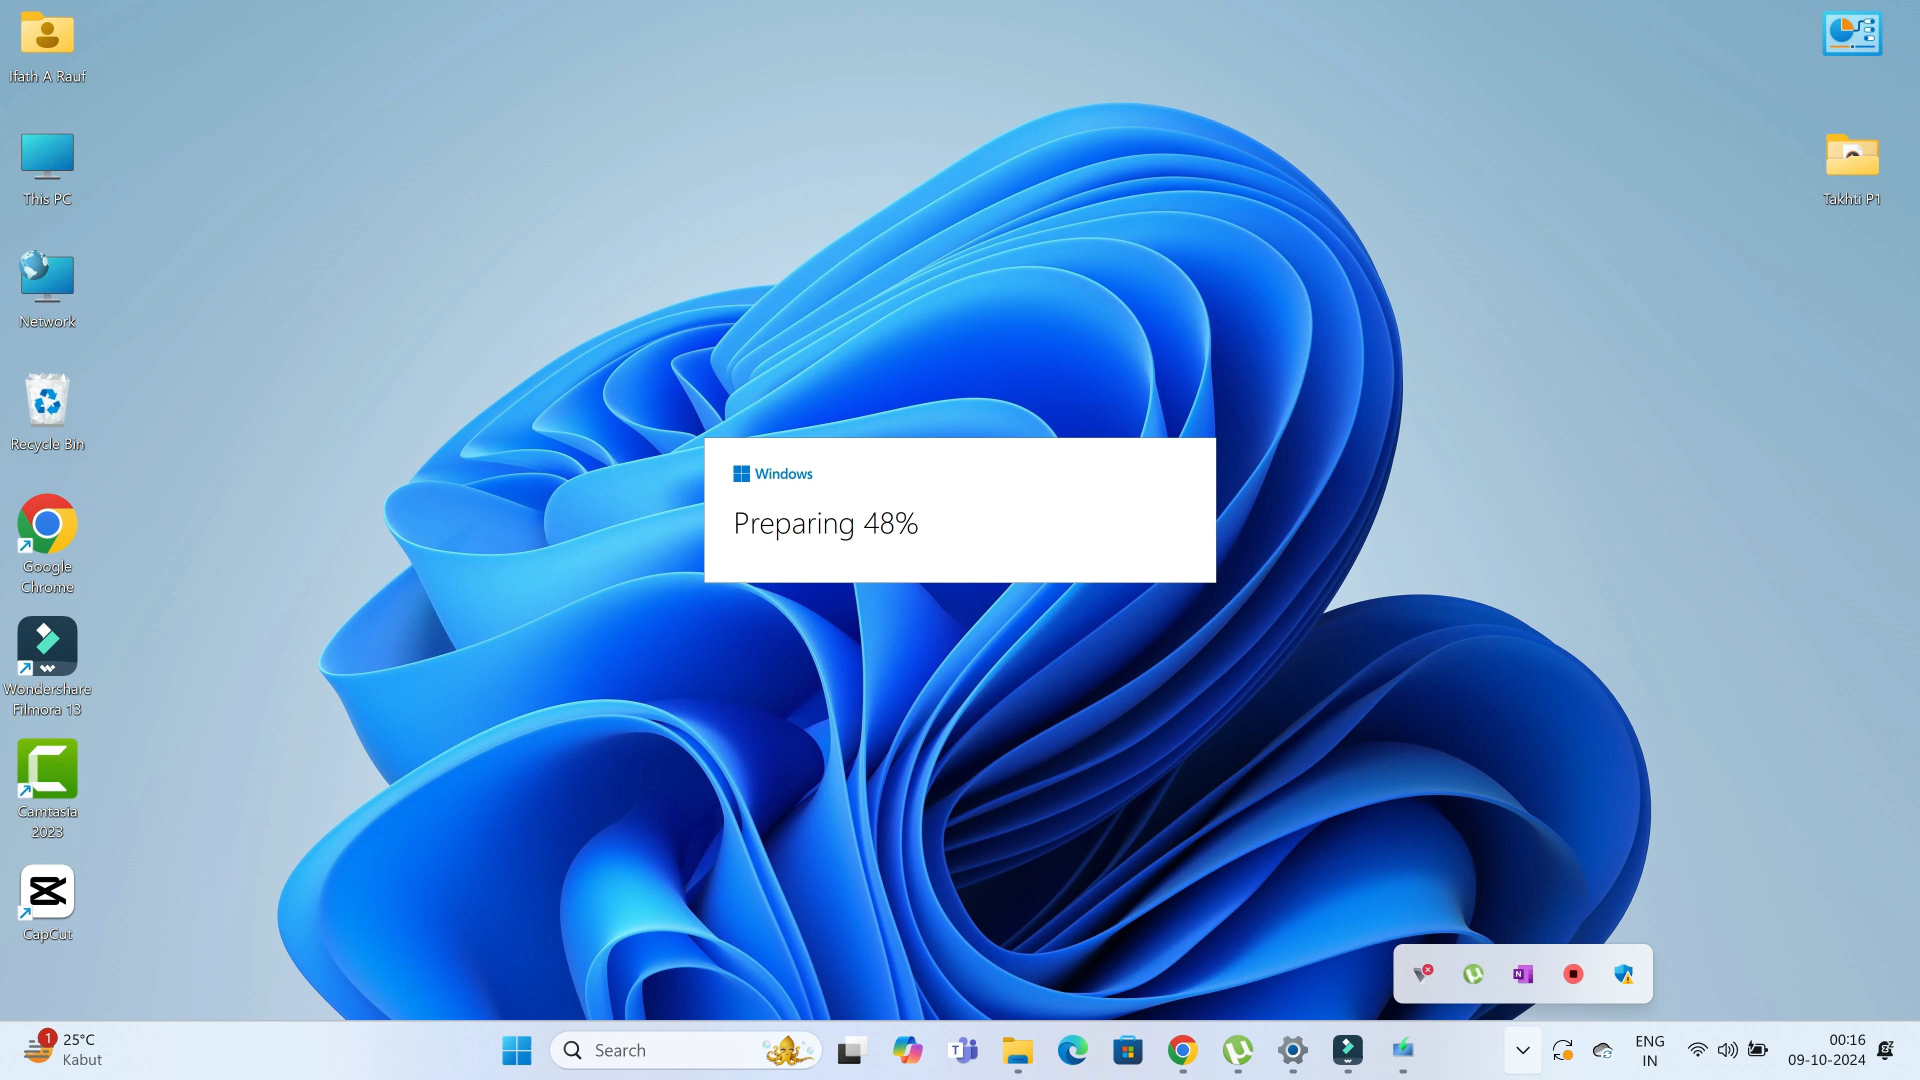 Ifath A Rauf
This PC
Network
Recycle Bin
Google
Chrome
Wondershare
Filmora 13
Camtasia
2023
CapCut
Takhti P1
Windows
Preparing 48%
1
25°C
Kabut
Search
ENG
IN
00:16
09-10-2024